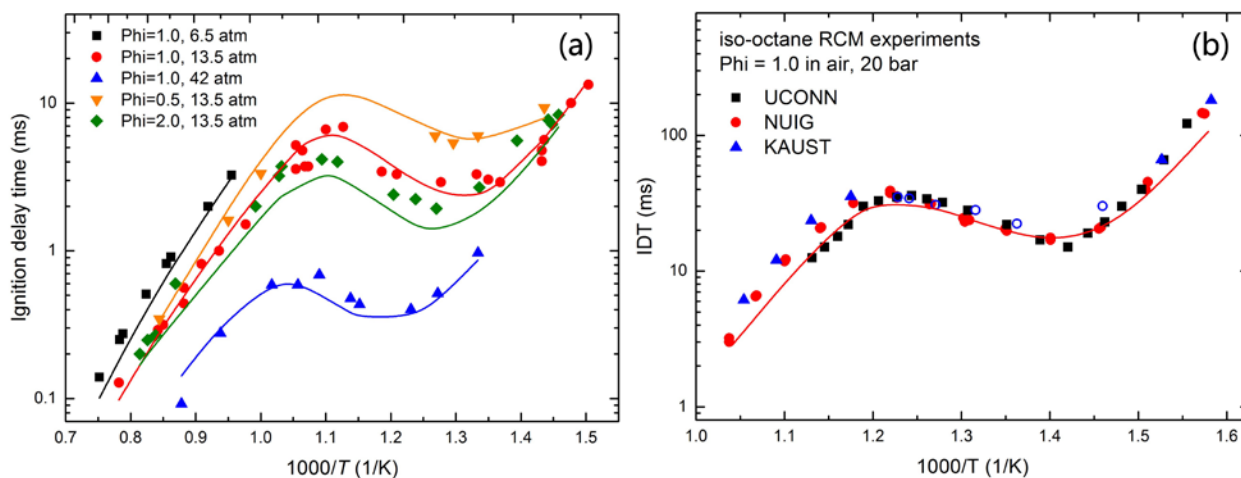 (a)
Phi=1.0, 6.5 atm
Phi=1.0, 13.5 atm
Phi=1.0, 42 atm
Phi=0.5, 13.5 atm
Phi=2.0, 13.5 atm
Ignition delay time (ms)
10
1
0.1
0.7 0.8 0.9 1.0 1.1 1.2 1.3 1.4 1.5
1000/T (1/K)
(b)
iso-octane RCM experiments
Phi = 1.0 in air, 20 bar
UCONN
NUIG
KAUST
IDT (ms)
100
10
1
1.0 1.1 1.2 1.3 1.4 1.5 1.6
1000/T (1/K)